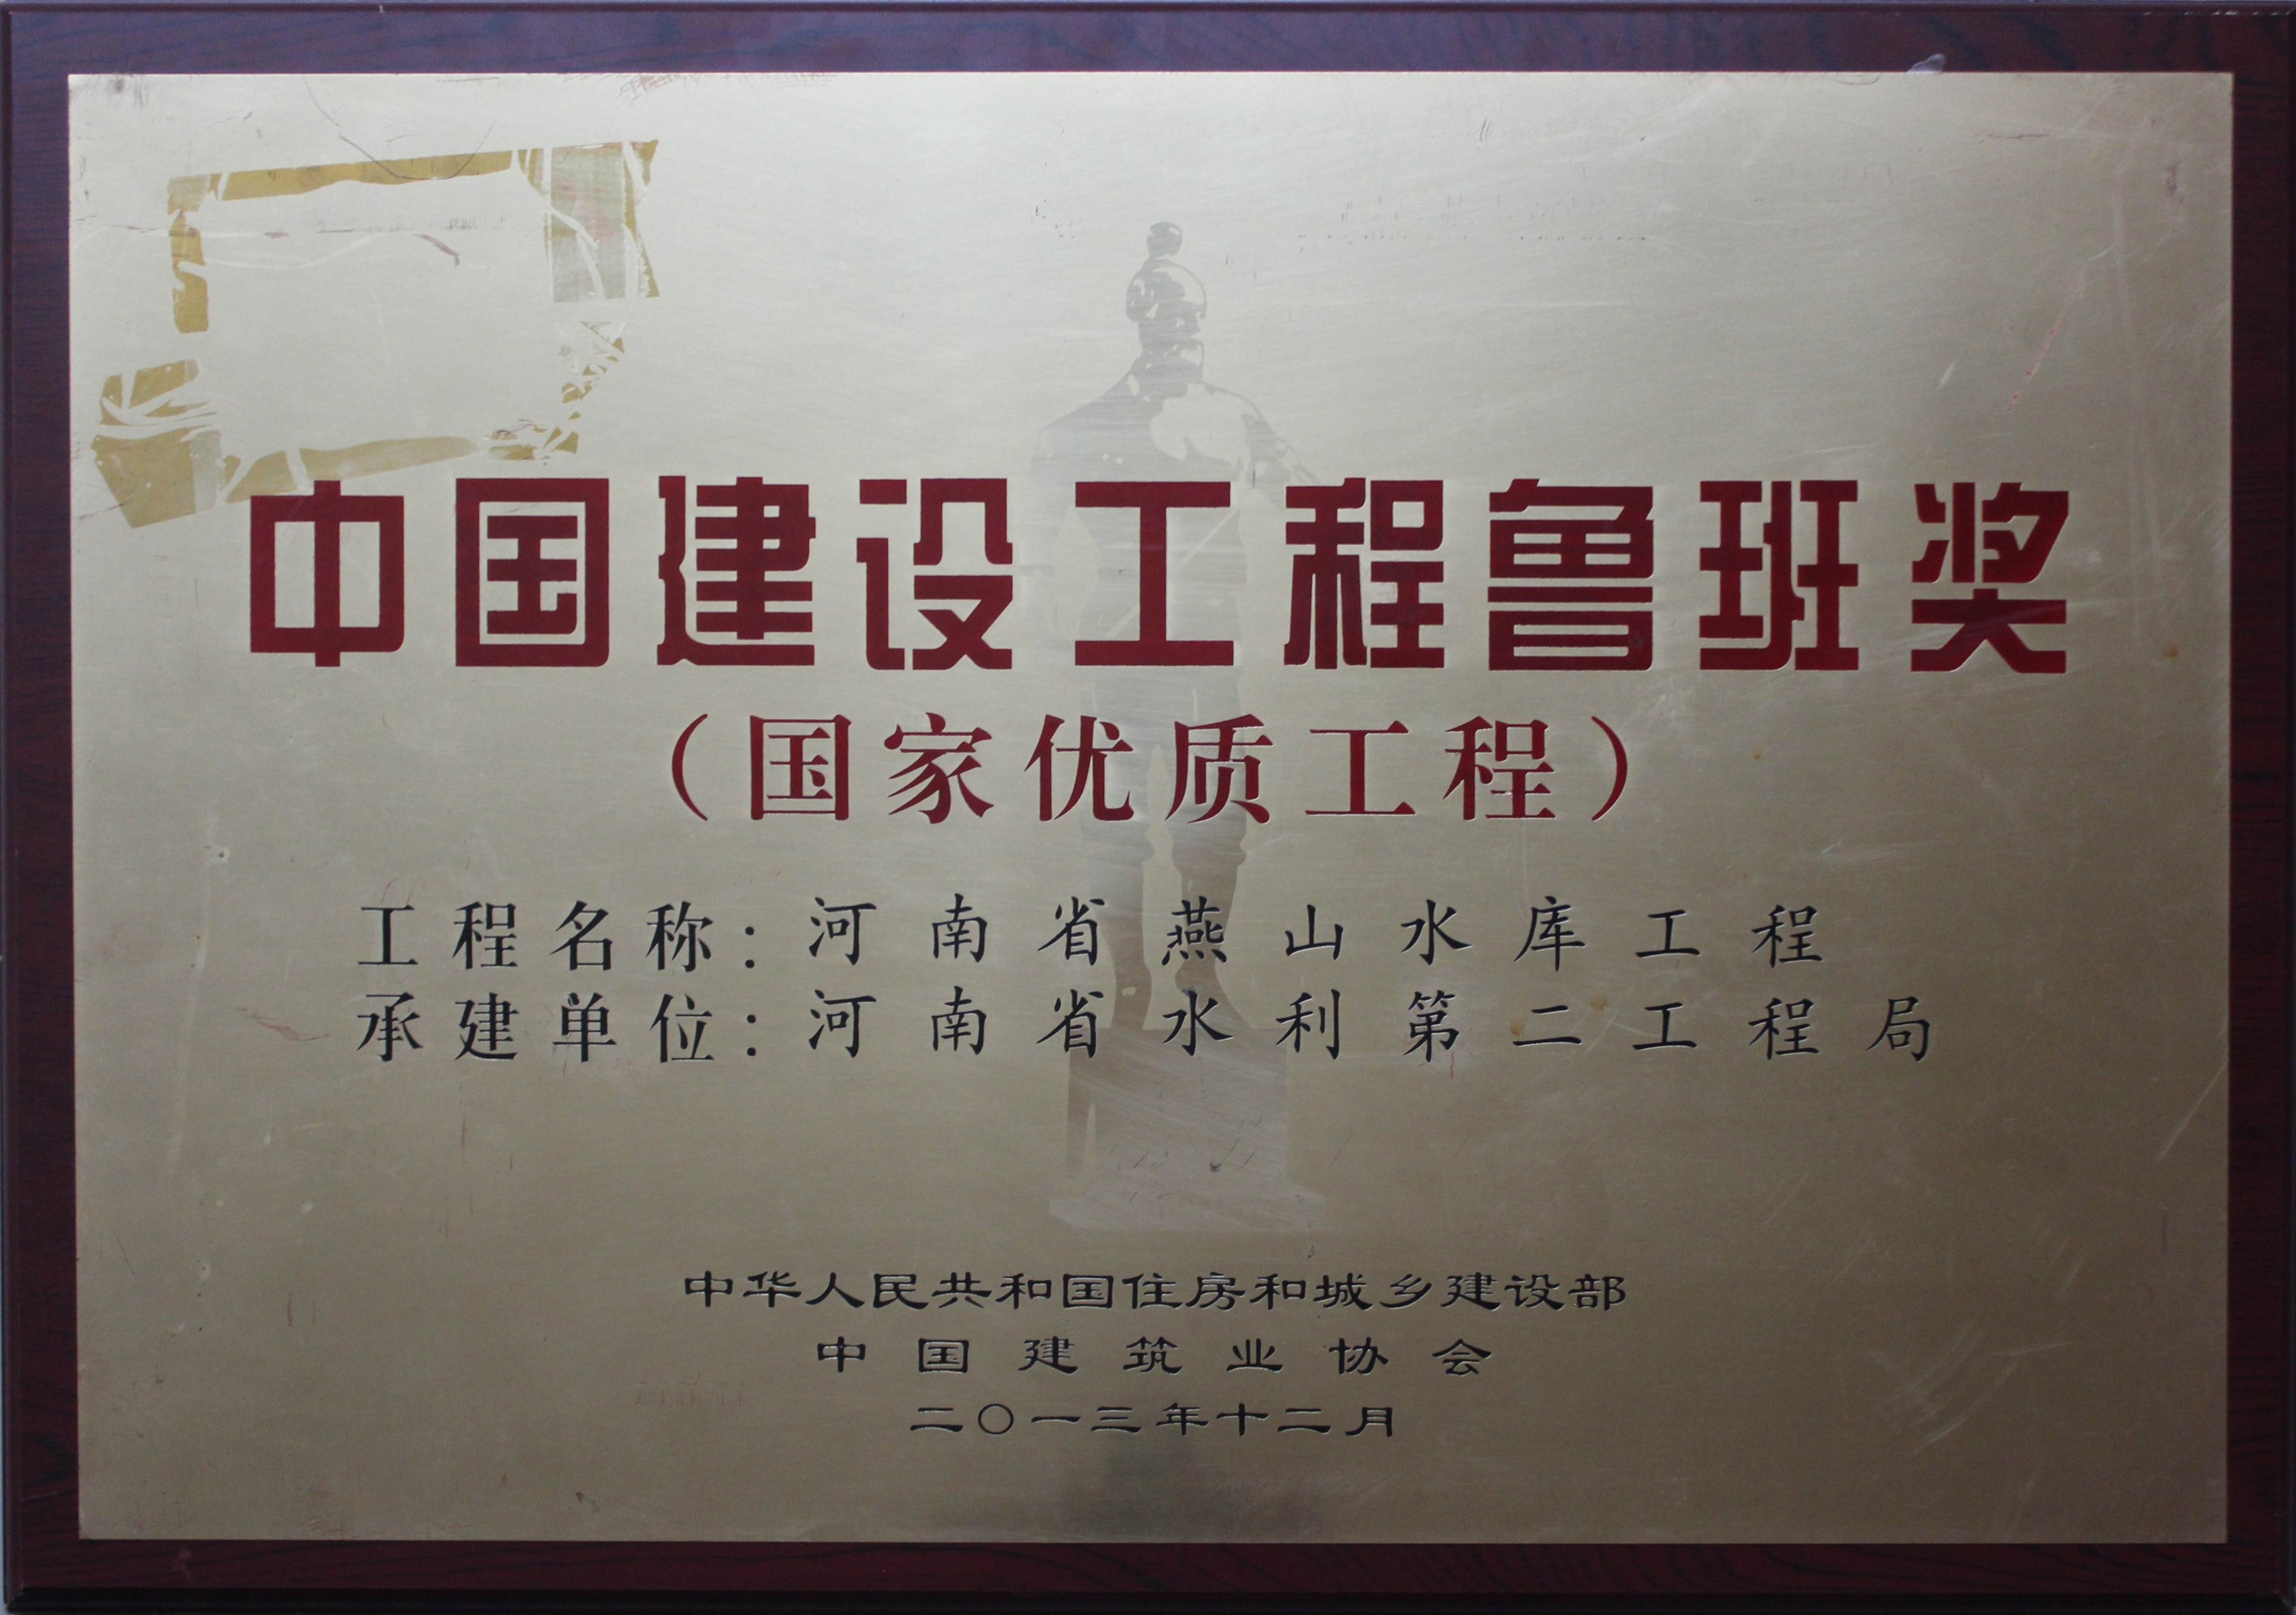 中国建设工程鲁班奖
（国家优质工程）
工程名称：河南省燕山水库工程
承建单位：河南省水利第二工程局
中华人民共和国住房和城乡建设部
中国建筑业协会
二〇一三年十二月